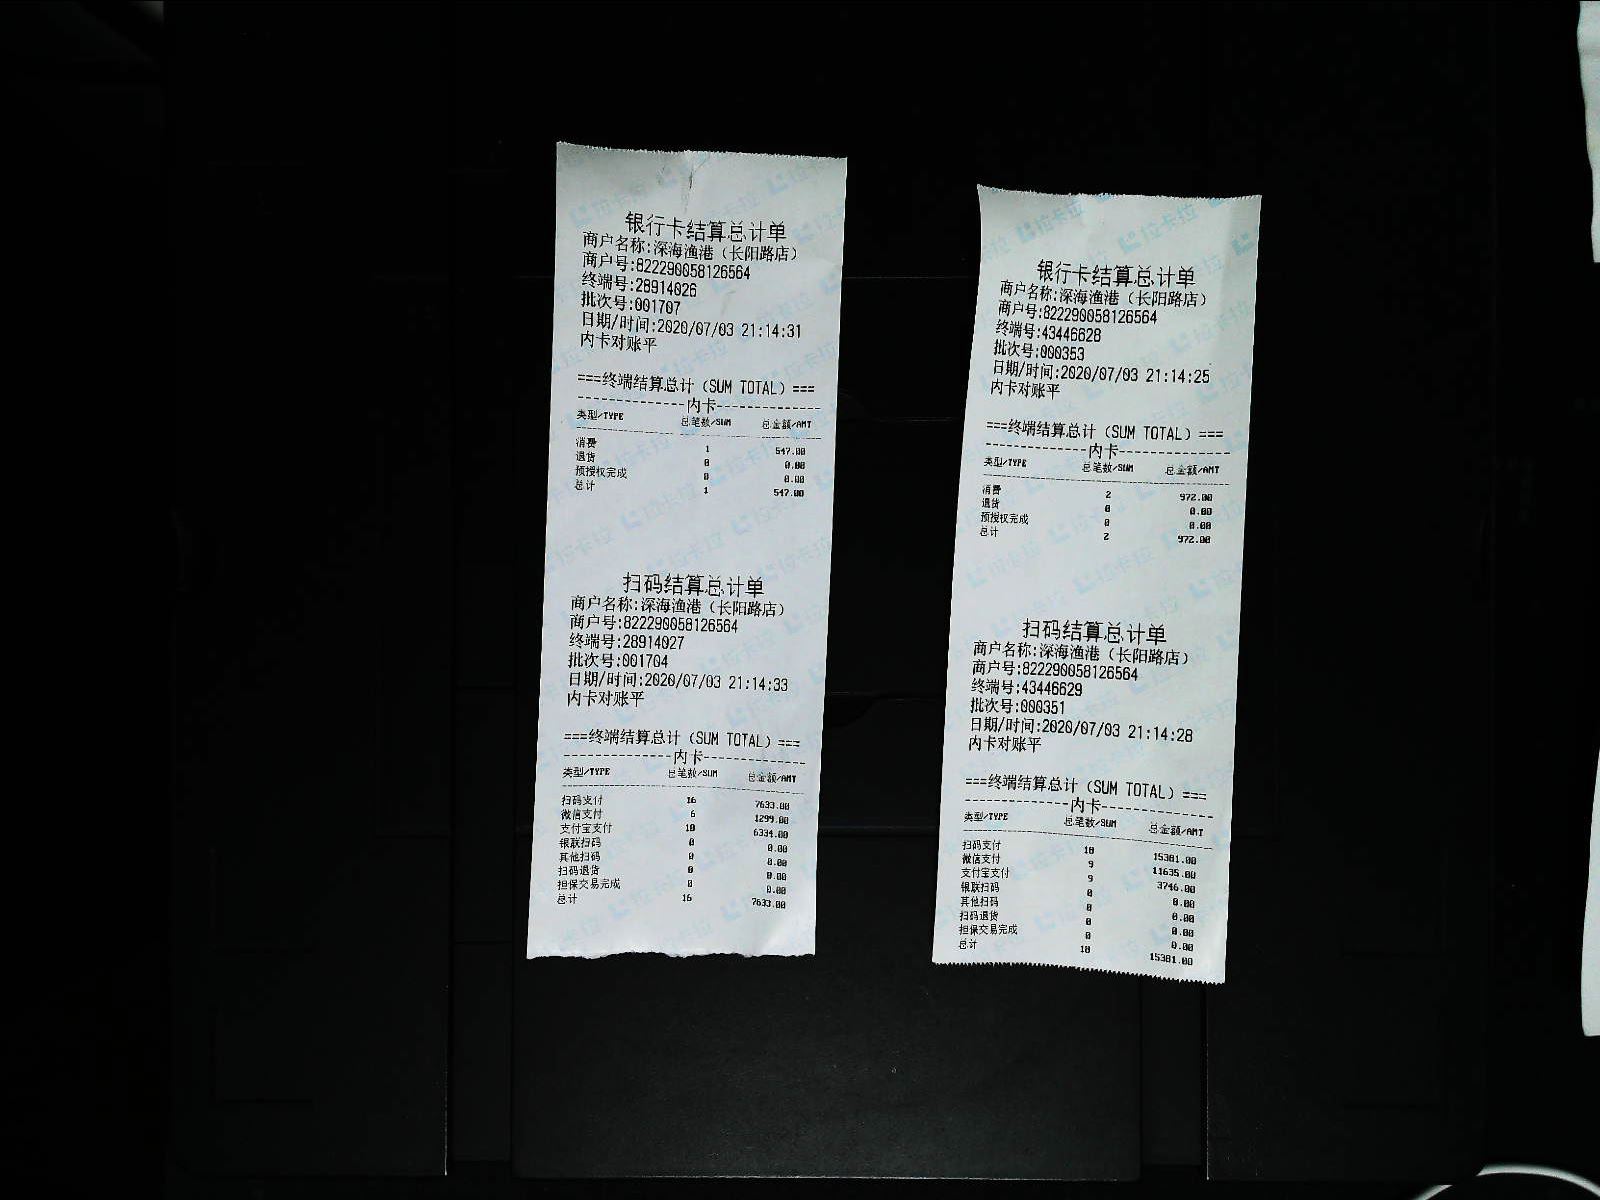 银行卡结算总计单
商户名称:深海渔港（长阳路店）
商户号:822290058126564
终端号:28914026
批次号:001707
日期/时间:2020/07/03 21:14:31
内卡对账平
===终端结算总计（SUM TOTAL）===
---------------内卡---------------
类型/TYPE 总笔数/SUM 总金额/AMT
消费 1 547.00
退货 0 0.00
预授权完成 0 0.00
总计 1 547.00
扫码结算总计单
商户名称:深海渔港（长阳路店）
商户号:822290058126564
终端号:28914027
批次号:001704
日期/时间:2020/07/03 21:14:33
内卡对账平
===终端结算总计（SUM TOTAL）===
---------------内卡---------------
类型/TYPE 总笔数/SUM 总金额/AMT
扫码支付 16 7633.00
微信支付 6 1299.00
支付宝支付 10 6334.00
银联扫码 0 0.00
其他扫码 0 0.00
扫码退货 0 0.00
担保交易完成 0 0.00
总计 16 7633.00
银行卡结算总计单
商户名称:深海渔港（长阳路店）
商户号:822290058126564
终端号:43446628
批次号:000353
日期/时间:2020/07/03 21:14:25
内卡对账平
===终端结算总计（SUM TOTAL）===
---------------内卡---------------
类型/TYPE 总笔数/SUM 总金额/AMT
消费 2 972.00
退货 0 0.00
预授权完成 0 0.00
总计 2 972.00
扫码结算总计单
商户名称:深海渔港（长阳路店）
商户号:822290058126564
终端号:43446629
批次号:000351
日期/时间:2020/07/03 21:14:28
内卡对账平
===终端结算总计（SUM TOTAL）===
---------------内卡---------------
类型/TYPE 总笔数/SUM 总金额/AMT
扫码支付 18 15381.00
微信支付 9 11635.00
支付宝支付 9 3746.00
银联扫码 0 0.00
其他扫码 0 0.00
扫码退货 0 0.00
担保交易完成 0 0.00
总计 18 15381.00